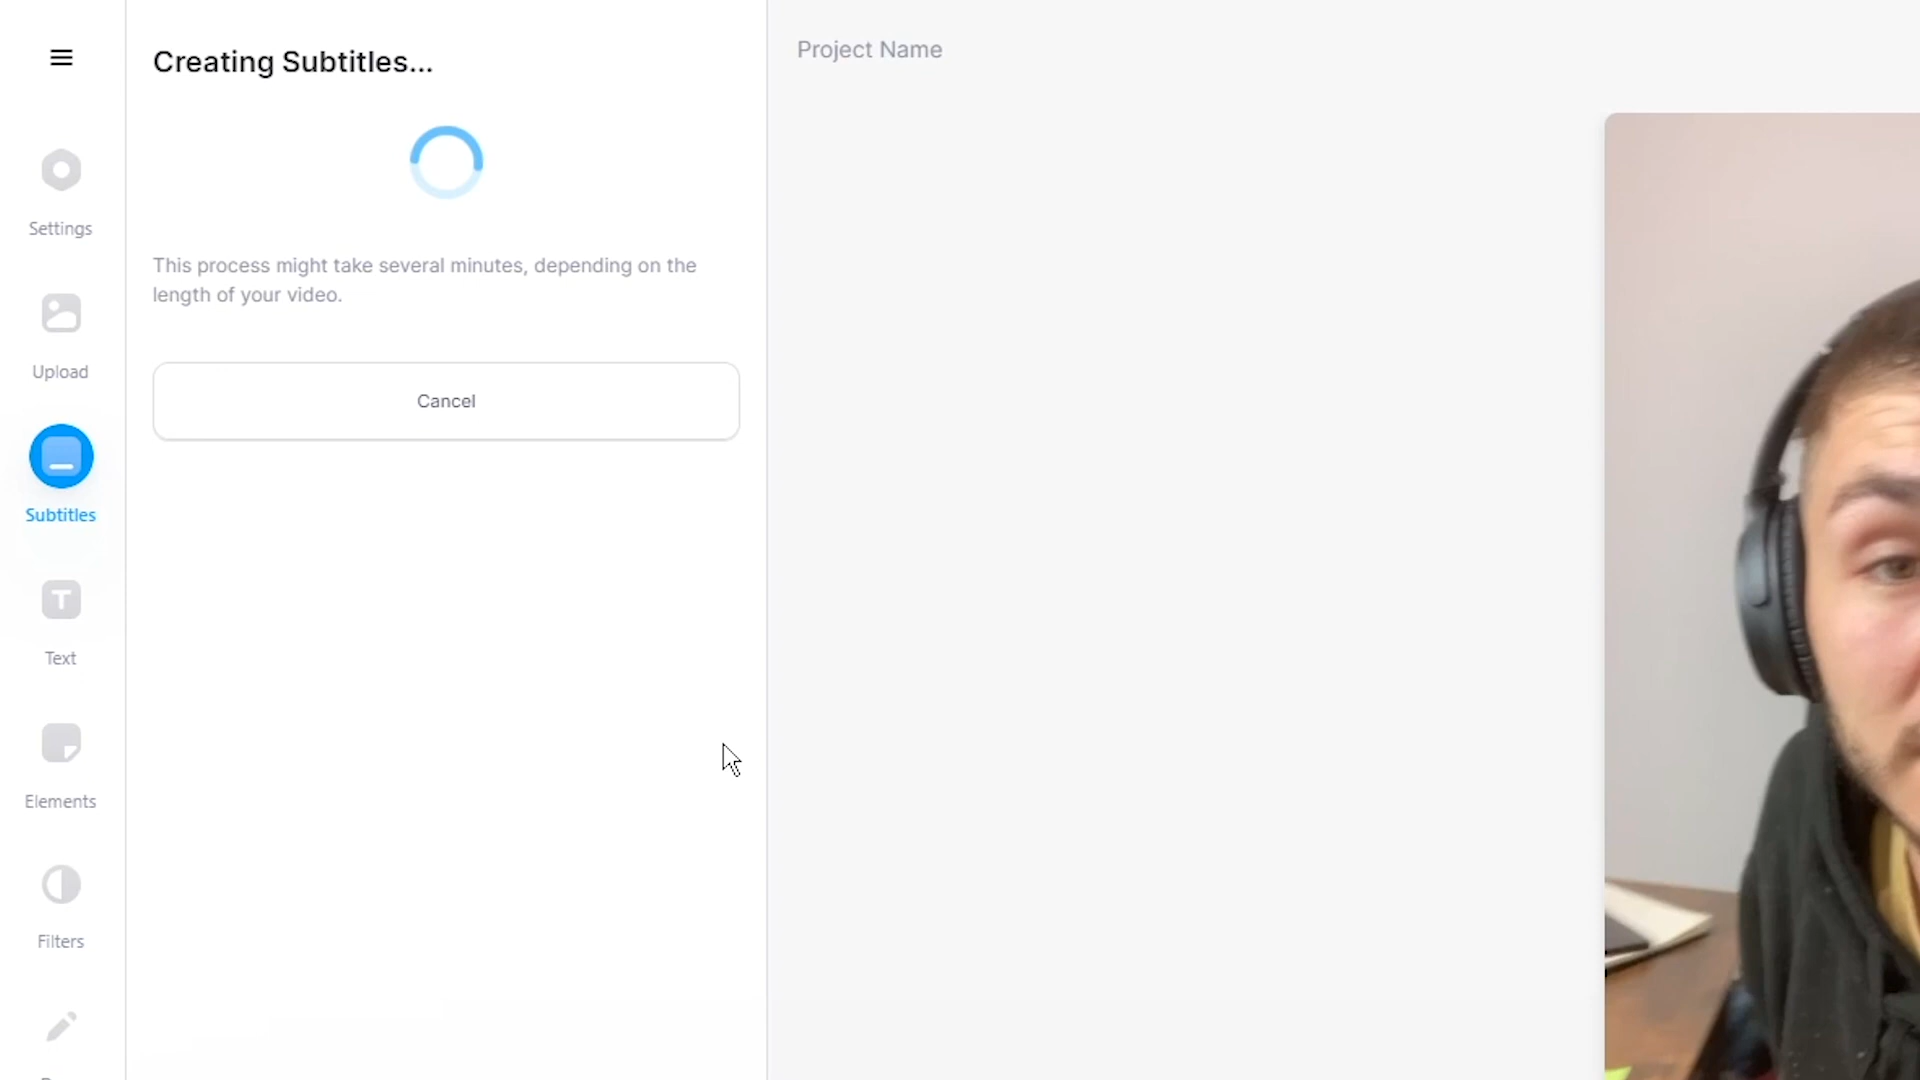 Creating Subtitles...
Project Name
Settings
This process might take several minutes, depending on the
length of your video.
Upload
Cancel
Subtitles
Text
Elements
Filters